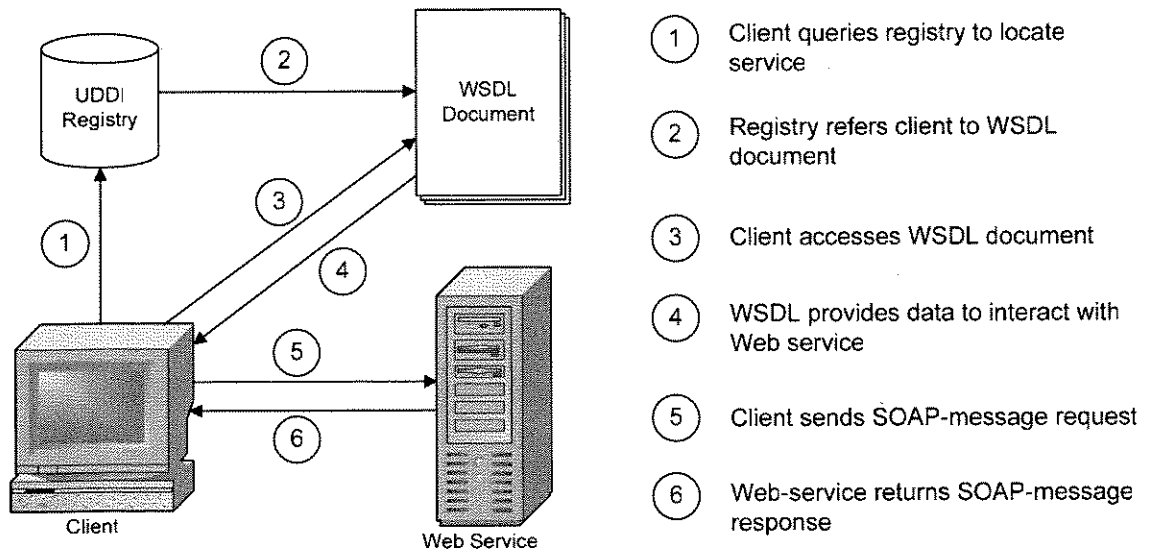 UDDI
Registry
2
WSDL
Document
3
1
4
5
6
Client
Web Service
1 Client queries registry to locate
service
2 Registry refers client to WSDL
document
3 Client accesses WSDL document
4 WSDL provides data to interact with
Web service
5 Client sends SOAP-message request
6 Web-service returns SOAP-message
response